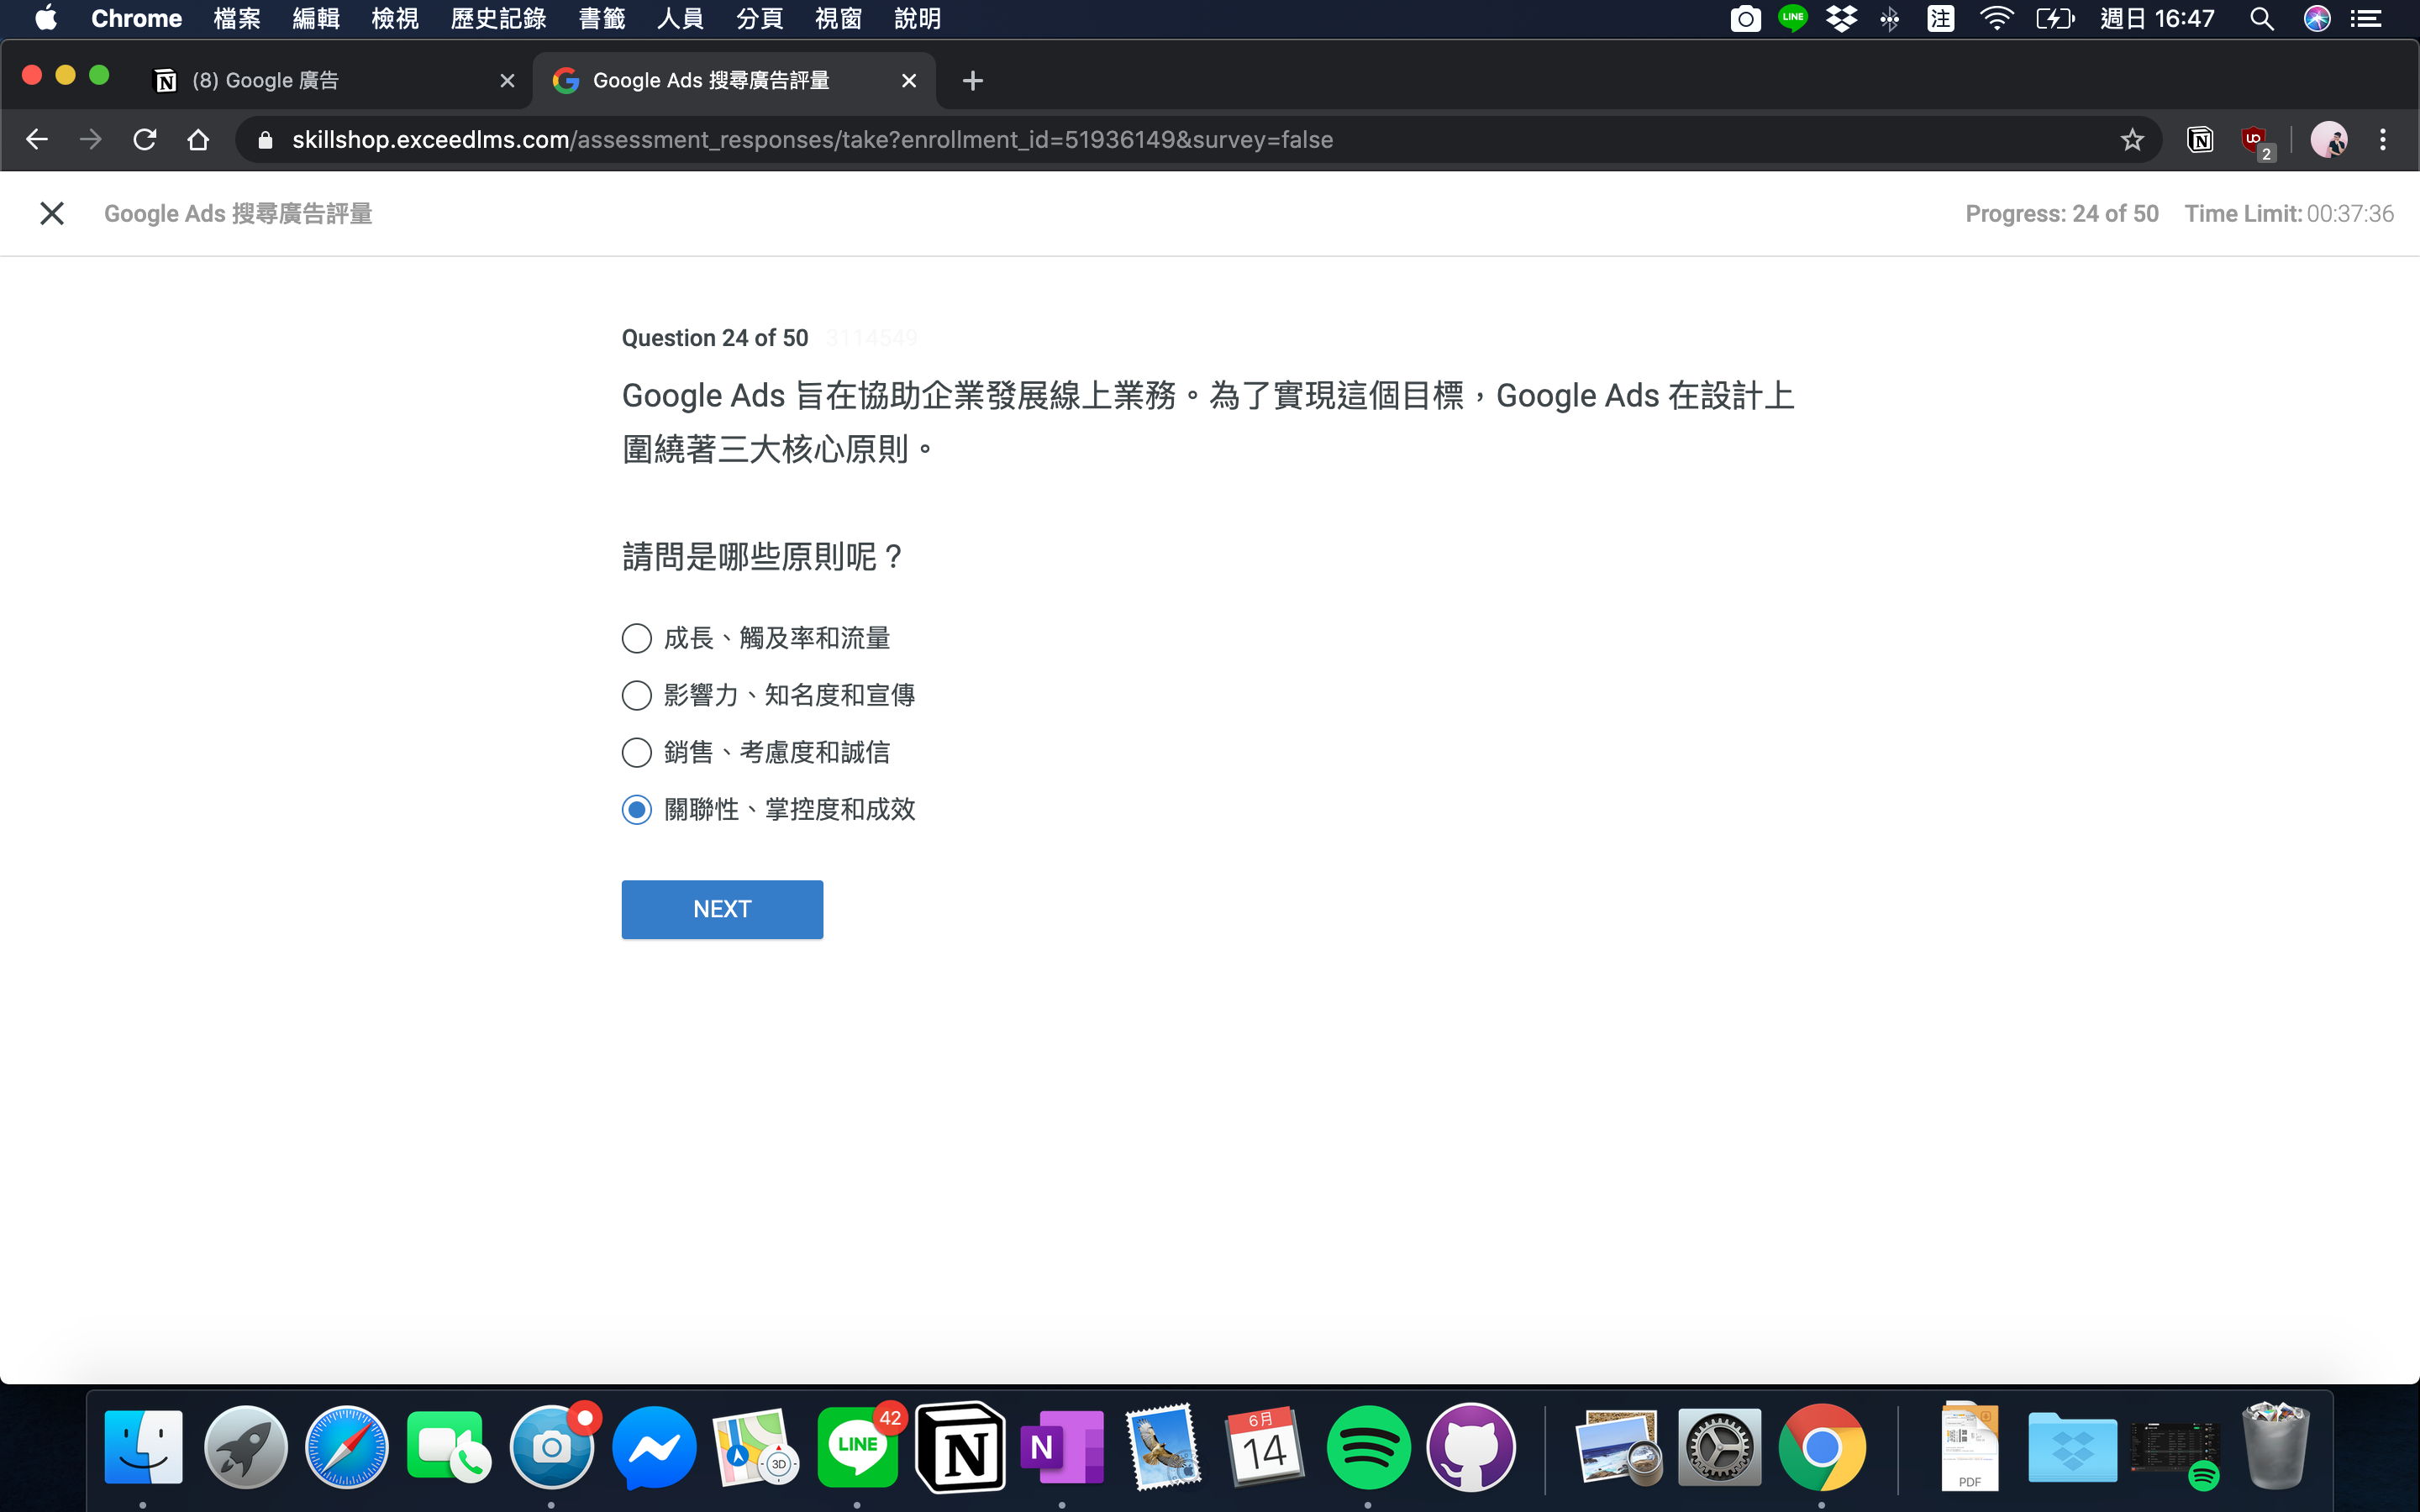 Chrome 檔案 編輯 檢視 歷史記錄 書籤 人員 分頁 視窗 說明 LINE 注 週日 16:47
(8) Google 廣告
Google Ads 搜尋廣告評量
skillshop.exceedlms.com/assessment_responses/take?enrollment_id=51936149&survey=false
2
Google Ads 搜尋廣告評量
Progress: 24 of 50 Time Limit: 00:37:36
Question 24 of 50 3114549
Google Ads 旨在協助企業發展線上業務。為了實現這個目標，Google Ads 在設計上
圍繞著三大核心原則。
請問是哪些原則呢？
成長、觸及率和流量
影響力、知名度和宣傳
銷售、考慮度和誠信
關聯性、掌控度和成效
NEXT
3D
LINE
42
N
N
6月
14
PDF